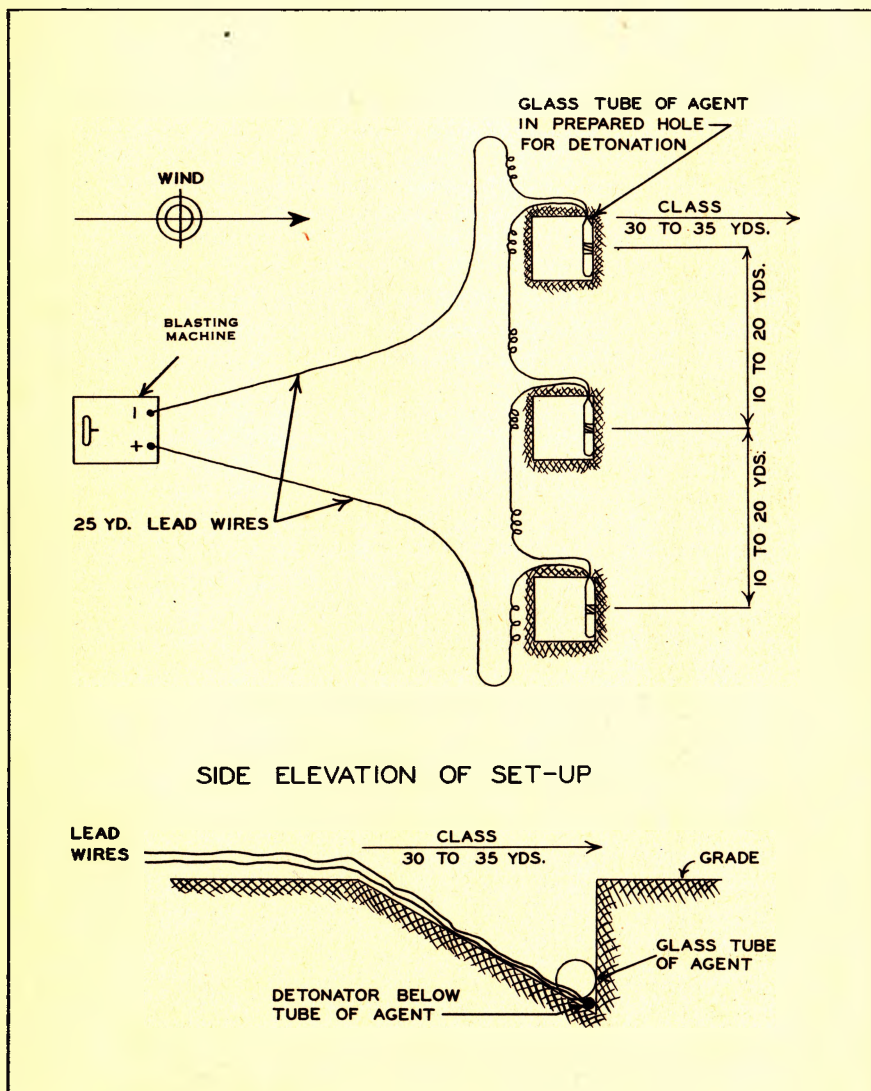 GLASS TUBE OF AGENT
IN PREPARED HOLE
FOR DETONATION
WIND
CLASS
30 TO 35 YDS.
10 TO 20 YDS.
BLASTING
MACHINE
-
+
10 TO 20 YDS.
25 YD. LEAD WIRES
SIDE ELEVATION OF SET-UP
LEAD
WIRES
CLASS
30 TO 35 YDS.
GRADE
GLASS TUBE
OF AGENT
DETONATOR BELOW
TUBE OF AGENT